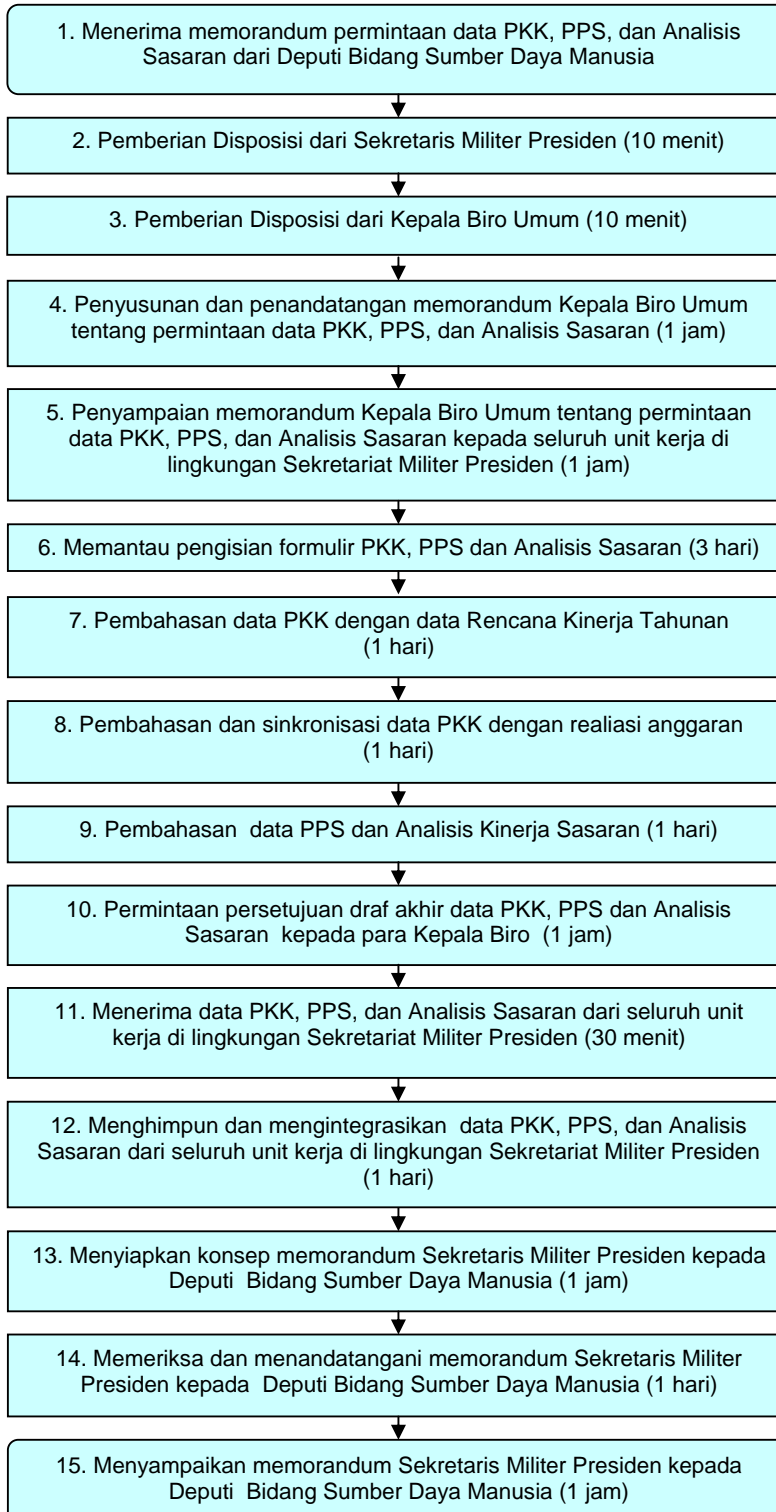 1. Menerima memorandum permintaan data PKK, PPS, dan Analisis
Sasaran dari Deputi Bidang Sumber Daya Manusia
2. Pemberian Disposisi dari Sekretaris Militer Presiden (10 menit)
3. Pemberian Disposisi dari Kepala Biro Umum (10 menit)
4. Penyusunan dan penandatangan memorandum Kepala Biro Umum
tentang permintaan data PKK, PPS, dan Analisis Sasaran (1 jam)
5. Penyampaian memorandum Kepala Biro Umum tentang permintaan
data PKK, PPS, dan Analisis Sasaran kepada seluruh unit kerja di
lingkungan Sekretariat Militer Presiden (1 jam)
6. Memantau pengisian formulir PKK, PPS dan Analisis Sasaran (3 hari)
7. Pembahasan data PKK dengan data Rencana Kinerja Tahunan
(1 hari)
8. Pembahasan dan sinkronisasi data PKK dengan realiasi anggaran
(1 hari)
9. Pembahasan data PPS dan Analisis Kinerja Sasaran (1 hari)
10. Permintaan persetujuan draf akhir data PKK, PPS dan Analisis
Sasaran kepada para Kepala Biro (1 jam)
11. Menerima data PKK, PPS, dan Analisis Sasaran dari seluruh unit
kerja di lingkungan Sekretariat Militer Presiden (30 menit)
12. Menghimpun dan mengintegrasikan data PKK, PPS, dan Analisis
Sasaran dari seluruh unit kerja di lingkungan Sekretariat Militer Presiden
(1 hari)
13. Menyiapkan konsep memorandum Sekretaris Militer Presiden kepada
Deputi Bidang Sumber Daya Manusia (1 jam)
14. Memeriksa dan menandatangani memorandum Sekretaris Militer
Presiden kepada Deputi Bidang Sumber Daya Manusia (1 hari)
15. Menyampaikan memorandum Sekretaris Militer Presiden kepada
Deputi Bidang Sumber Daya Manusia (1 jam)